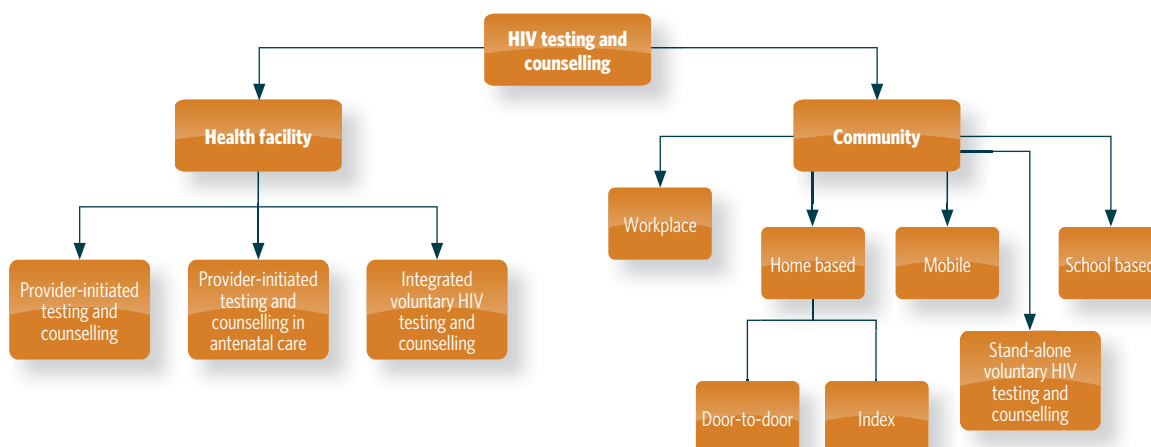 HIV testing and
counselling
Health facility
Community
Workplace
Home based
Mobile
School based
Provider-initiated
testing and
counselling
Provider-initiated
testing and
counselling in
antenatal care
Integrated
voluntary HIV
testing and
counselling
Stand-alone
voluntary HIV
testing and
counselling
Door-to-door
Index